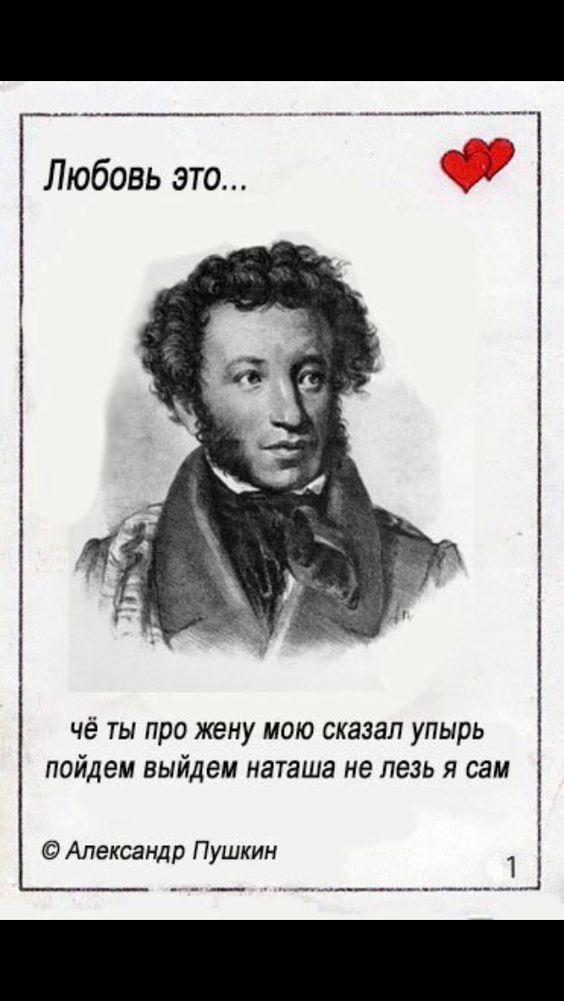 Любовь это...
чё ты про жену мою сказал упырь
пойдем выйдем наташа не лезь я сам
© Александр Пушкин
1